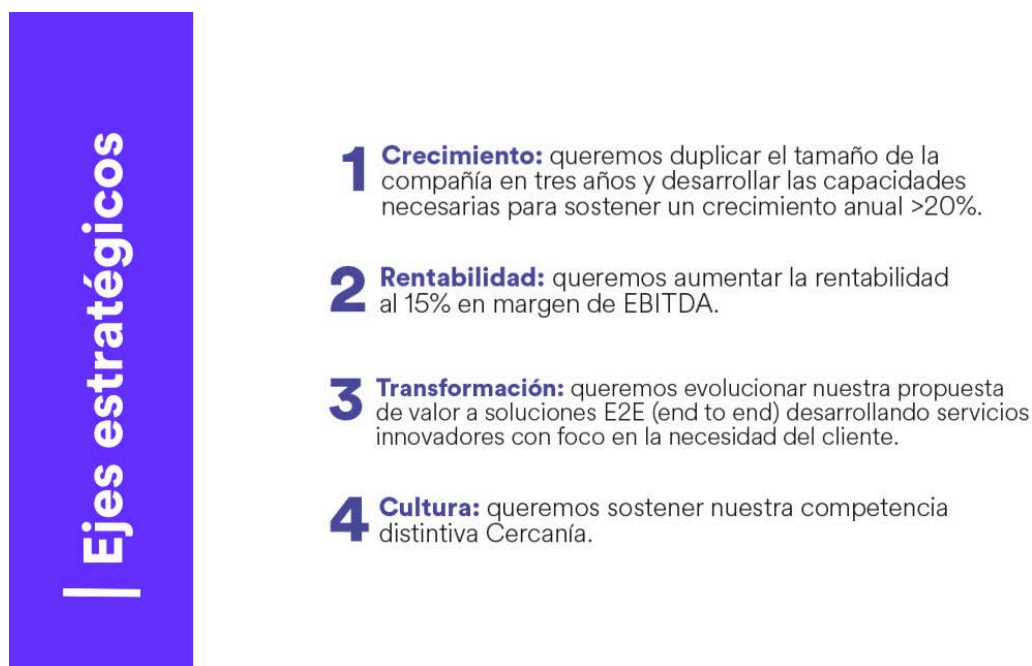 Ejes estratégicos
1 Crecimiento: queremos duplicar el tamaño de la
compañía en tres años y desarrollar las capacidades
necesarias para sostener un crecimiento anual >20%.
2 Rentabilidad: queremos aumentar la rentabilidad
al 15% en margen de EBITDA.
3 Transformación: queremos evolucionar nuestra propuesta
de valor a soluciones E2E (end to end) desarrollando servicios
innovadores con foco en la necesidad del cliente.
4 Cultura: queremos sostener nuestra competencia
distintiva Cercanía.